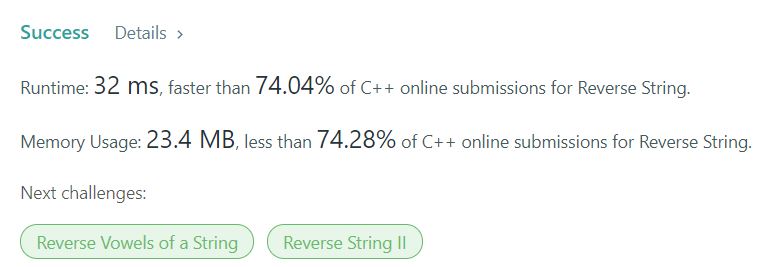 Success Details >
Runtime: 32 ms, faster than 74.04% of C++ online submissions for Reverse String.
Memory Usage: 23.4 MB, less than 74.28% of C++ online submissions for Reverse String.
Next challenges:
Reverse Vowels of a String Reverse String II